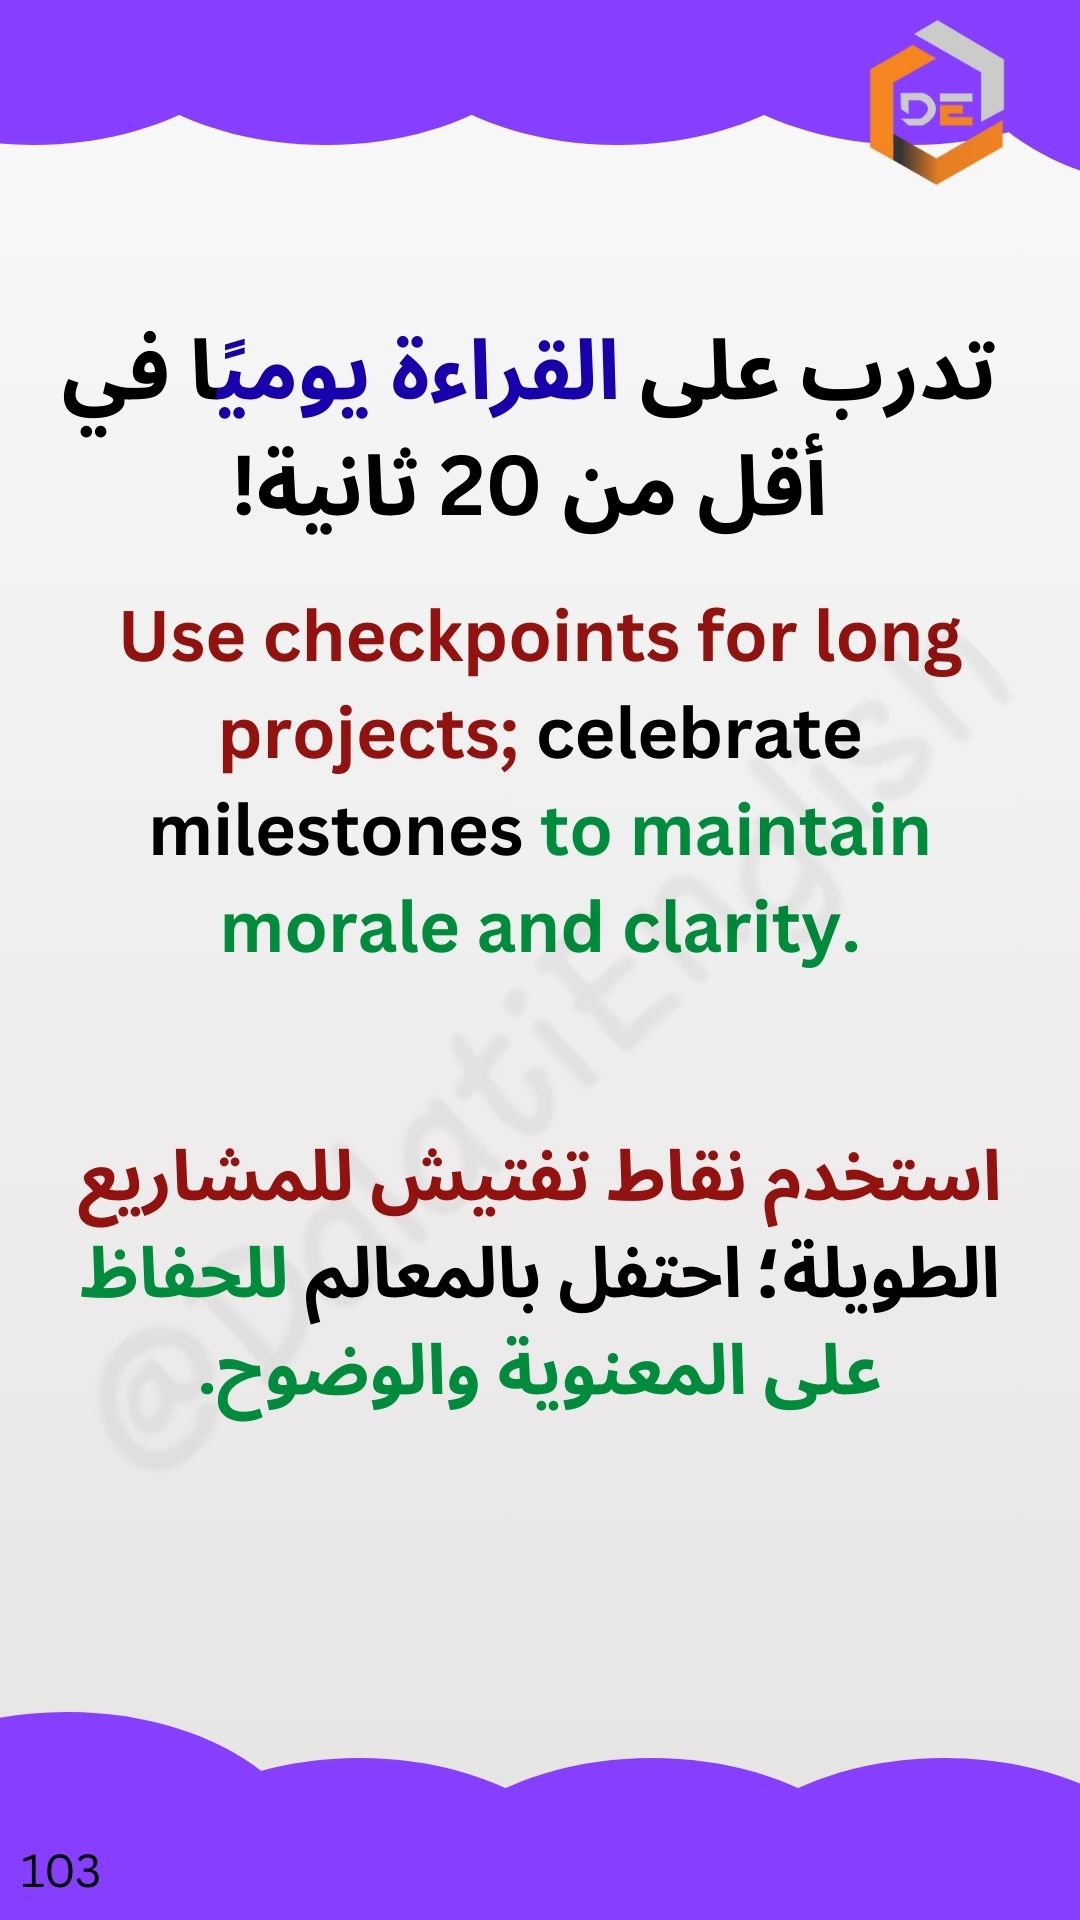 DE
تدرب على القراءة يوميًا في
أقل من 20 ثانية!
Use checkpoints for long
projects; celebrate
milestones to maintain
morale and clarity.
استخدم نقاط تفتيش للمشاريع
الطويلة؛ احتفل بالمعالم للحفاظ
على المعنوية والوضوح.
@DalatiEnglish
103